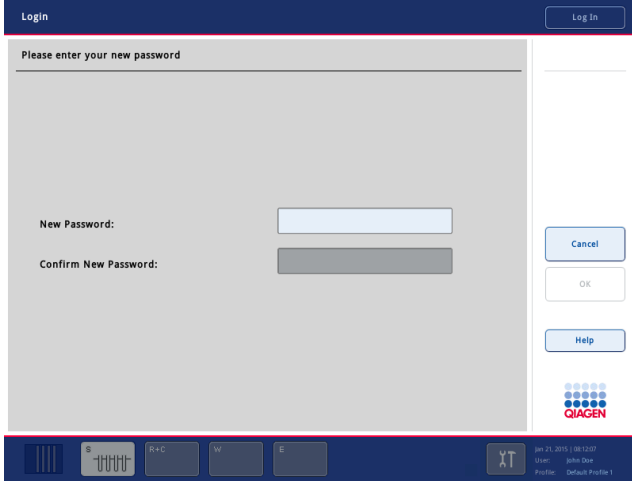 Login
Log In
Please enter your new password
New Password:
Confirm New Password:
Cancel
OK
Help
QIAGEN
S
R+C
W
E
Jan 21, 2015 | 08:12:07
User: John Doe
Profile: Default Profile 1